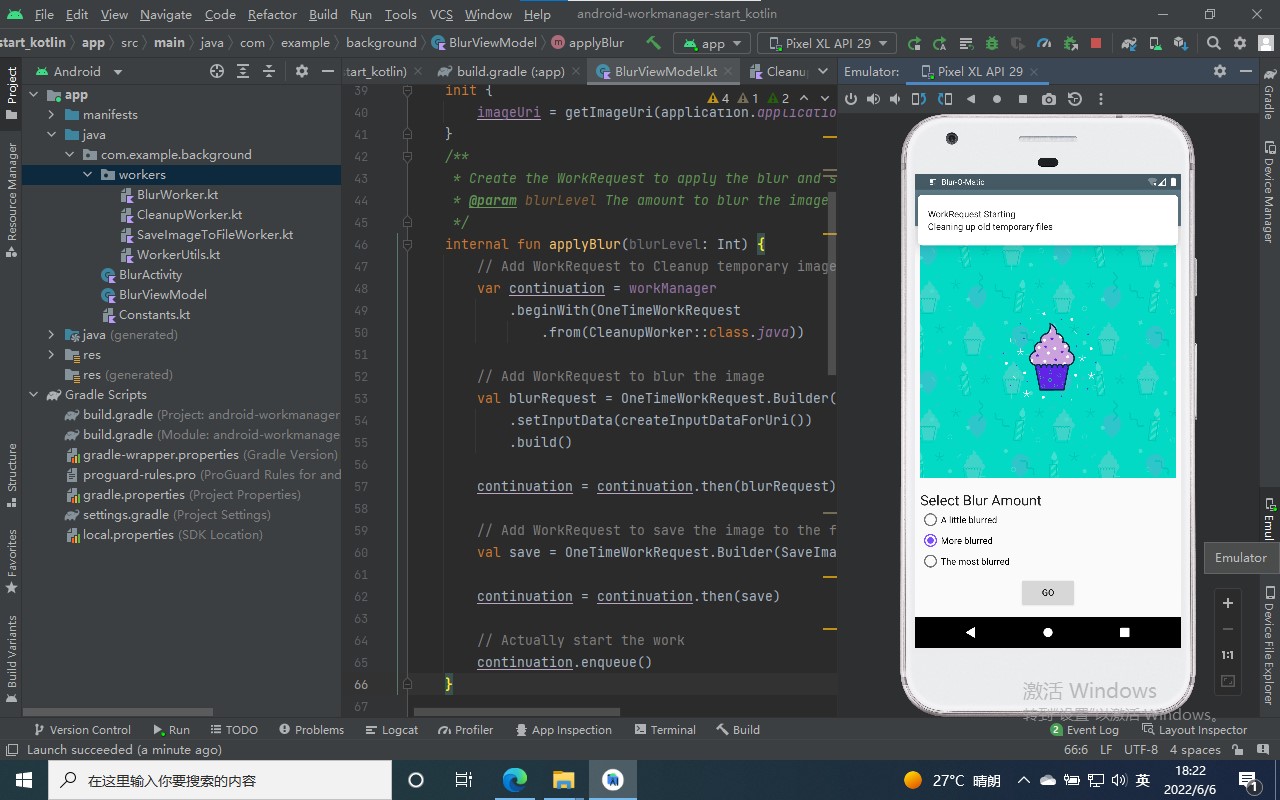 File Edit View Navigate Code Refactor Build Run Tools VCS Window Help android-workmanager-start_kotlin
start_kotlin app src main java com example background BlurViewModel applyBlur app Pixel XL API 29
Project Android start_kotlin) build.gradle (:app) BlurViewModel.kt Cleanu Emulator: Pixel XL API 29 Gradle
app
manifests
java
com.example.background
workers
BlurWorker.kt
CleanupWorker.kt
SaveImageToFileWorker.kt
WorkerUtils.kt
BlurActivity
BlurViewModel
Constants.kt
java (generated)
res
res (generated)
Gradle Scripts
build.gradle (Project: android-workmanager
build.gradle (Module: android-workmanage
gradle-wrapper.properties (Gradle Version)
proguard-rules.pro (ProGuard Rules for and
gradle.properties (Project Properties)
settings.gradle (Project Settings)
local.properties (SDK Location)
Resource Manager
Structure
Favorites
Build Variants
4 1 2
39 init {
40 imageUri = getImageUri(application.applicatio
41 }
42 /**
43 * Create the WorkRequest to apply the blur and s
44 * @param blurLevel The amount to blur the image
45 */
46 internal fun applyBlur(blurLevel: Int) {
47 // Add WorkRequest to Cleanup temporary image
48 var continuation = workManager
49 .beginWith(OneTimeWorkRequest
50 .from(CleanupWorker::class.java))
51
52 // Add WorkRequest to blur the image
53 val blurRequest = OneTimeWorkRequest.Builder(
54 .setInputData(createInputDataForUri())
55 .build()
56
57 continuation = continuation.then(blurRequest)
58
59 // Add WorkRequest to save the image to the f
60 val save = OneTimeWorkRequest.Builder(SaveIma
61
62 continuation = continuation.then(save)
63
64 // Actually start the work
65 continuation.enqueue()
66 }
67
Blur-O-Matic
WorkRequest Starting
Cleaning up old temporary files
Select Blur Amount
A little blurred
More blurred
The most blurred
GO
Device Manager
Emul
Emulator
1:1
Device File Explorer
激活 Windows
转到"设置"以激活 Windows。
Version Control Run TODO Problems Logcat Profiler App Inspection Terminal Build 2 Event Log Layout Inspector
Launch succeeded (a minute ago) 66:6 LF UTF-8 4 spaces
在这里输入你要搜索的内容 27°C 晴朗 英 18:22
2022/6/6 1